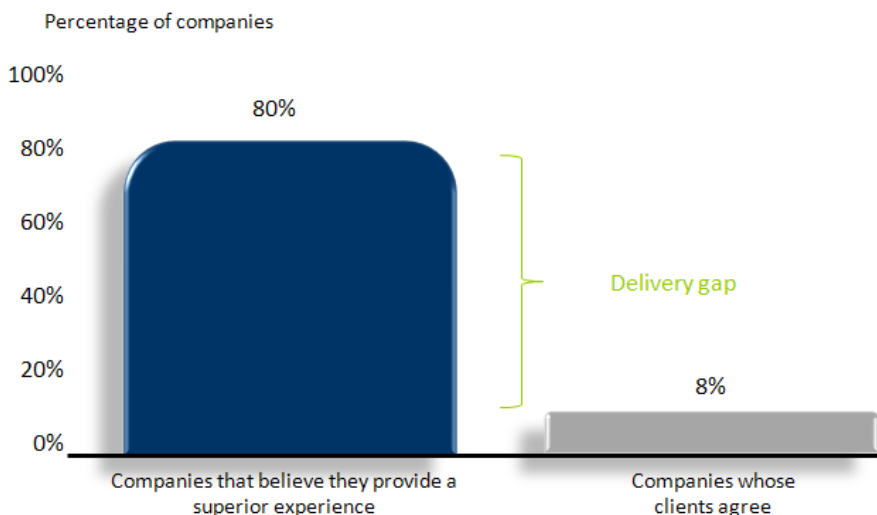 Percentage of companies
100%
80%
80%
60%
40%
Delivery gap
20%
8%
0%
Companies that believe they provide a
superior experience
Companies whose
clients agree